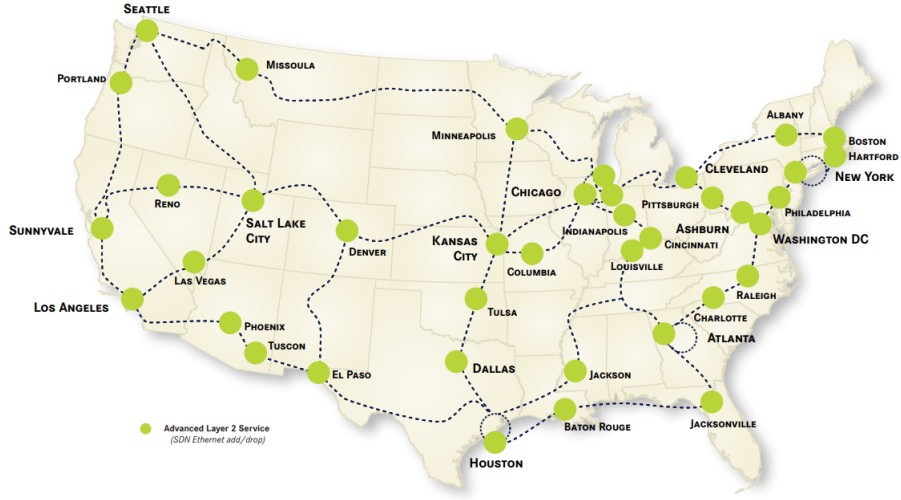 SEATTLE
MISSOULA
PORTLAND
ALBANY
MINNEAPOLIS
BOSTON
HARTFORD
CLEVELAND
NEW YORK
CHICAGO
RENO
PITTSBURGH
PHILADELPHIA
SALT LAKE
CITY
SUNNYVALE
INDIANAPOLIS
ASHBURN
WASHINGTON DC
KANSAS
CITY
DENVER
CINCINNATI
LOUISVILLE
COLUMBIA
LAS VEGAS
RALEIGH
LOS ANGELES
TULSA
CHARLOTTE
PHOENIX
ATLANTA
TUSCON
EL PASO
DALLAS
JACKSON
Advanced Layer 2 Service
(SDN Ethernet add/drop)
BATON ROUGE
JACKSONVILLE
HOUSTON